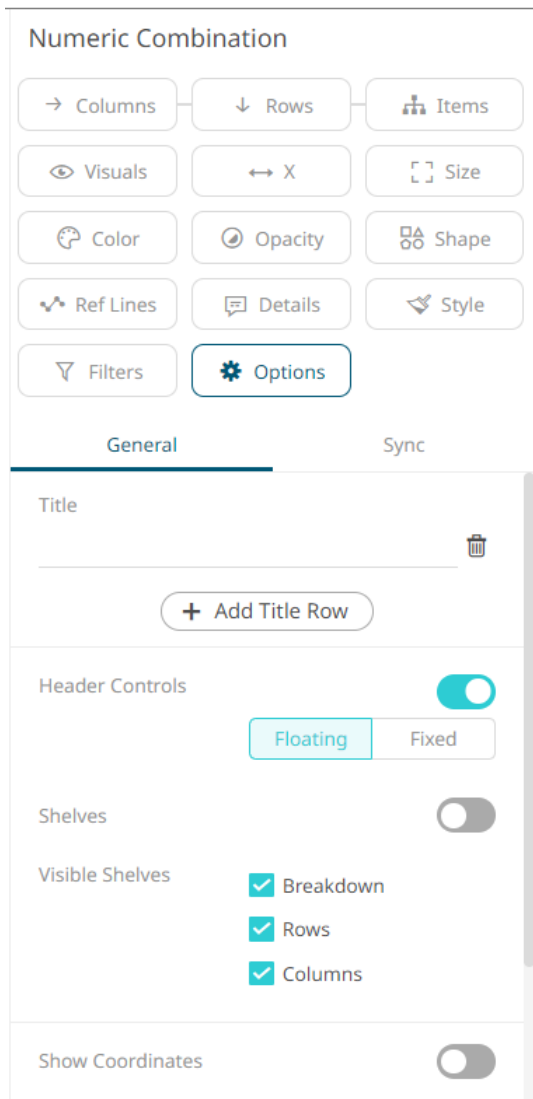 Numeric Combination
Columns Rows Items
Visuals X Size
Color Opacity Shape
Ref Lines Details Style
Filters Options
General Sync
Title
+ Add Title Row
Header Controls
Floating Fixed
Shelves
Visible Shelves Breakdown
Rows
Columns
Show Coordinates